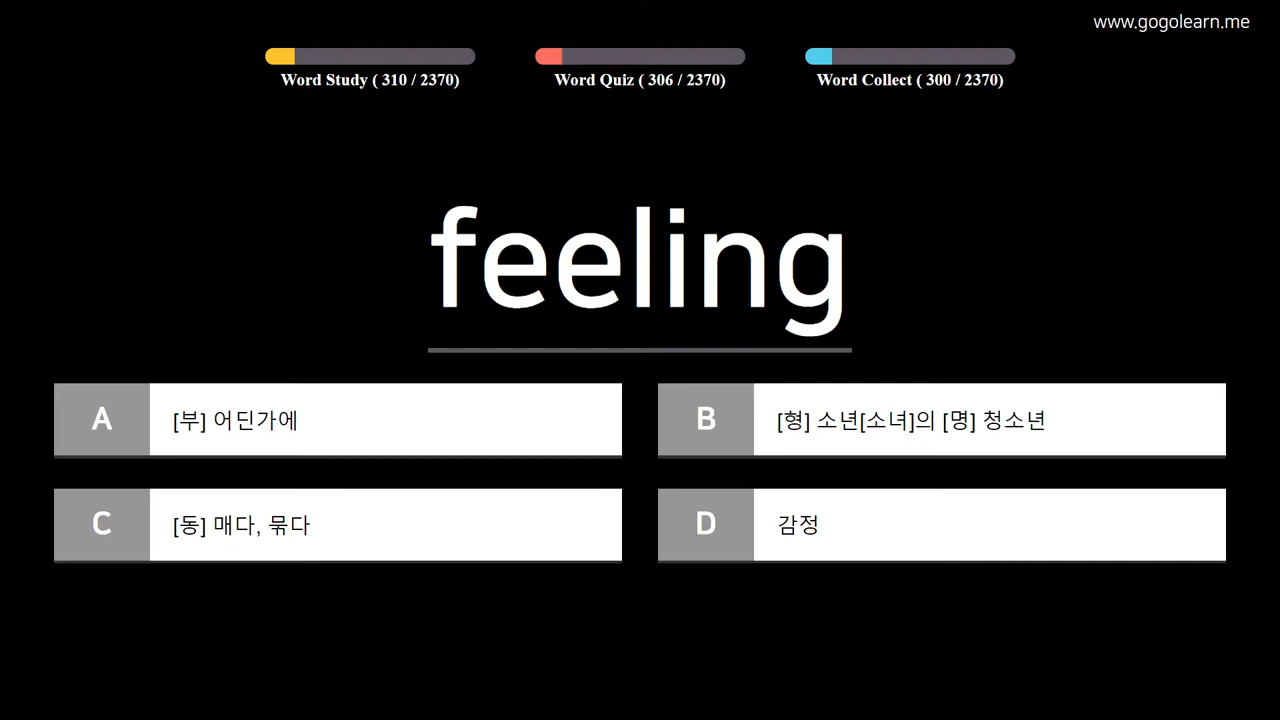 www.gogolearn.me
Word Study ( 310 / 2370)
Word Quiz ( 306 / 2370)
Word Collect ( 300 / 2370)
feeling
A [부] 어딘가에
B [형] 소년[소녀]의 [명] 청소년
C [동] 매다, 묶다
D 감정